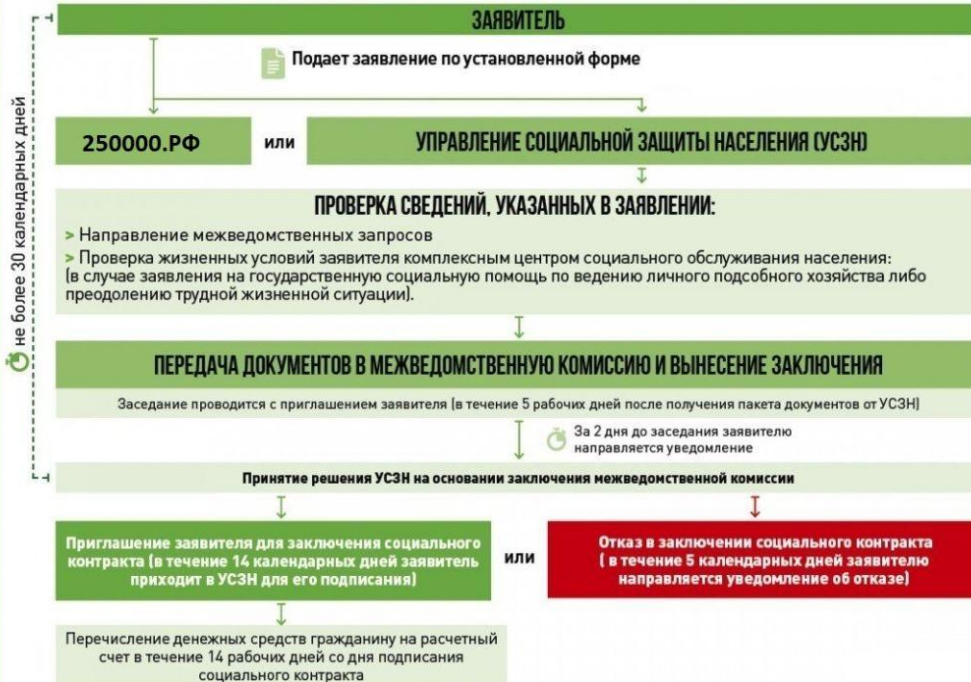 ЗАЯВИТЕЛЬ
Подает заявление по установленной форме
не более 30 календарных дней
250000.РФ
или
УПРАВЛЕНИЕ СОЦИАЛЬНОЙ ЗАЩИТЫ НАСЕЛЕНИЯ (УСЗН)
ПРОВЕРКА СВЕДЕНИЙ, УКАЗАННЫХ В ЗАЯВЛЕНИИ:
> Направление межведомственных запросов
> Проверка жизненных условий заявителя комплексным центром социального обслуживания населения:
(в случае заявления на государственную социальную помощь по ведению личного подсобного хозяйства либо
преодолению трудной жизненной ситуации).
ПЕРЕДАЧА ДОКУМЕНТОВ В МЕЖВЕДОМСТВЕННУЮ КОМИССИЮ И ВЫНЕСЕНИЕ ЗАКЛЮЧЕНИЯ
Заседание проводится с приглашением заявителя (в течение 5 рабочих дней после получения пакета документов от УСЗН)
За 2 дня до заседания заявителю
направляется уведомление
Принятие решения УСЗН на основании заключения межведомственной комиссии
Приглашение заявителя для заключения социального
контракта (в течение 14 календарных дней заявитель
приходит в УСЗН для его подписания)
или
Отказ в заключении социального контракта
( в течение 5 календарных дней заявителю
направляется уведомление об отказе)
Перечисление денежных средств гражданину на расчетный
счет в течение 14 рабочих дней со дня подписания
социального контракта